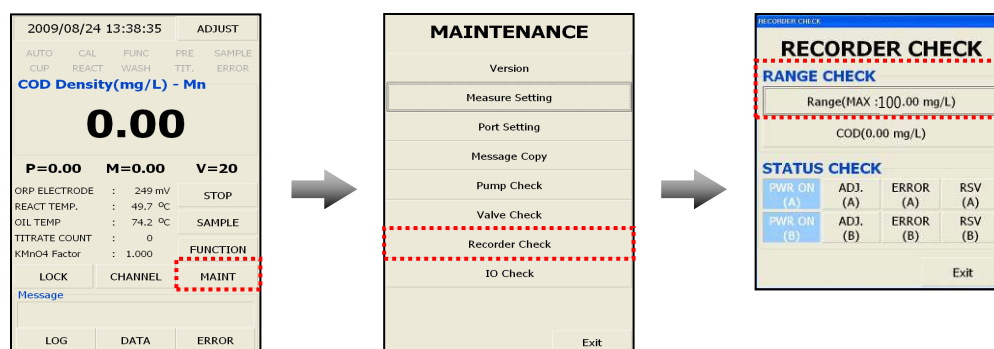 2009/08/24 13:38:35 ADJUST
AUTO CAL FUNC PRE SAMPLE
CUP REACT WASH TIT. ERROR
COD Density(mg/L) - Mn
0.00
P=0.00 M=0.00 V=20
ORP ELECTRODE : 249 mV
REACT TEMP. : 49.7 ºC
STOP
OIL TEMP : 74.2 ºC
SAMPLE
TITRATE COUNT : 0
KMnO4 Factor : 1.000
FUNCTION
LOCK CHANNEL MAINT
Message
LOG DATA ERROR
MAINTENANCE
Version
Measure Setting
Port Setting
Message Copy
Pump Check
Valve Check
Recorder Check
IO Check
Exit
RECORDER CHECK
RECORDER CHECK
RANGE CHECK
Range(MAX :100.00 mg/L)
COD(0.00 mg/L)
STATUS CHECK
PWR ON ADJ. ERROR RSV
(A) (A) (A) (A)
PWR ON ADJ. ERROR RSV
(B) (B) (B) (B)
Exit